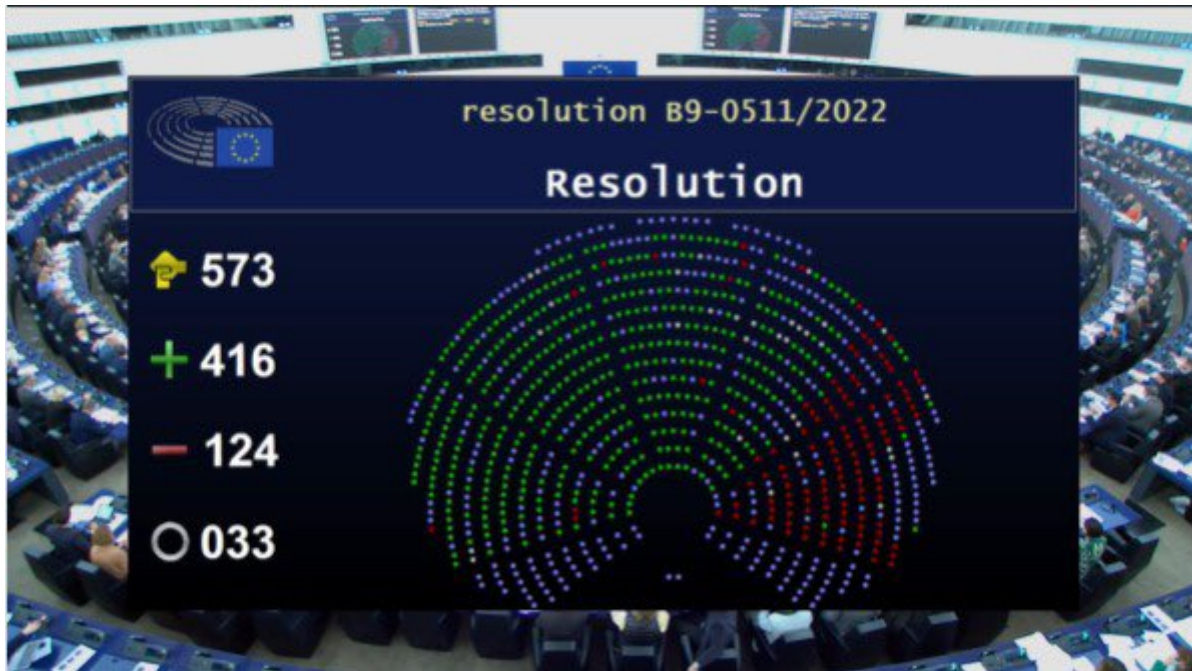 resolution B9-0511/2022
Resolution
573
+ 416
- 124
033